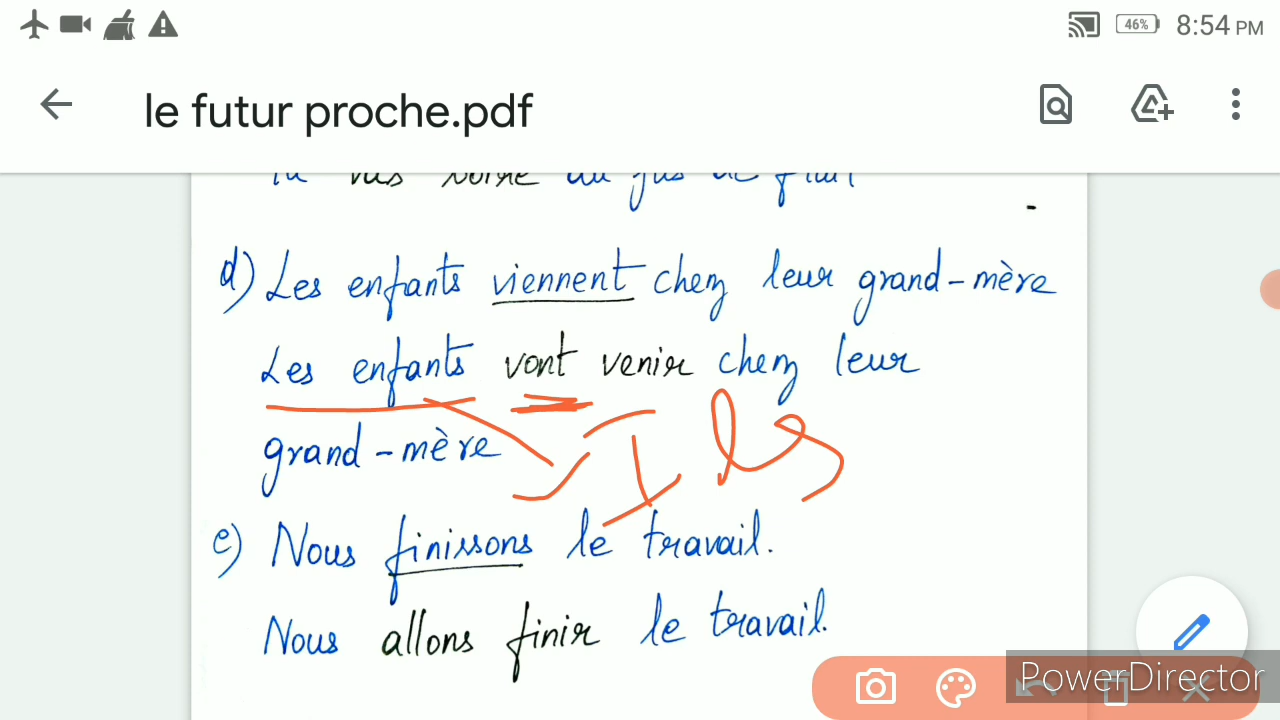 46%
8:54 PM
le futur proche.pdf
d) Les enfants viennent chez leur grand-mère
Les enfants vont venir chez leur
grand-mère
Ils
e) Nous finissons le travail.
Nous allons finir le travail.
PowerDirector